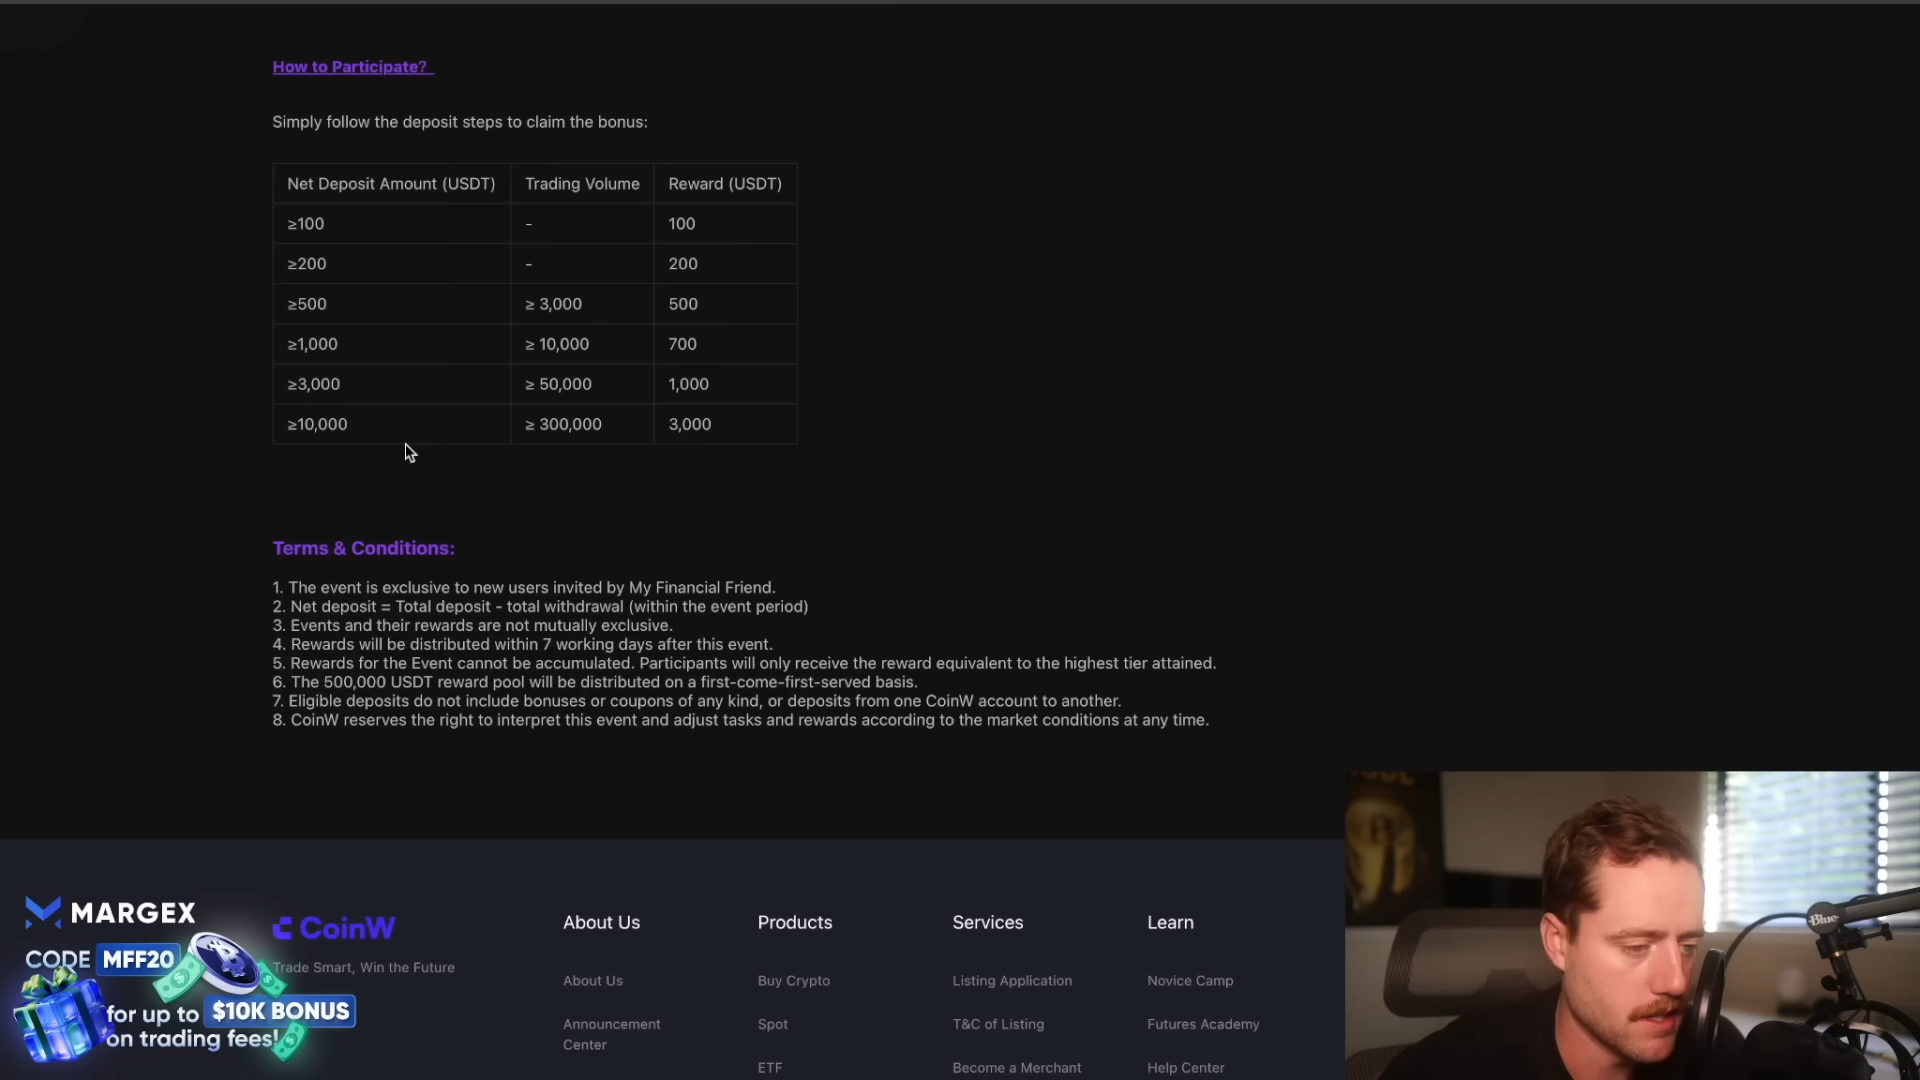 How to Participate?
Simply follow the deposit steps to claim the bonus:
Net Deposit Amount (USDT) Trading Volume Reward (USDT)
≥100 - 100
≥200 - 200
≥500 ≥ 3,000 500
≥1,000 ≥ 10,000 700
≥3,000 ≥ 50,000 1,000
≥10,000 ≥ 300,000 3,000
Terms & Conditions:
1. The event is exclusive to new users invited by My Financial Friend.
2. Net deposit = Total deposit - total withdrawal (within the event period)
3. Events and their rewards are not mutually exclusive.
4. Rewards will be distributed within 7 working days after this event.
5. Rewards for the Event cannot be accumulated. Participants will only receive the reward equivalent to the highest tier attained.
6. The 500,000 USDT reward pool will be distributed on a first-come-first-served basis.
7. Eligible deposits do not include bonuses or coupons of any kind, or deposits from one CoinW account to another.
8. CoinW reserves the right to interpret this event and adjust tasks and rewards according to the market conditions at any time.
MARGEX
CODE MFF20
for up to $10K BONUS
on trading fees!
CoinW
Trade Smart, Win the Future
About Us Products Services Learn
About Us Buy Crypto Listing Application Novice Camp
Announcement Center Spot T&C of Listing Futures Academy
ETF Become a Merchant Help Center
Blue